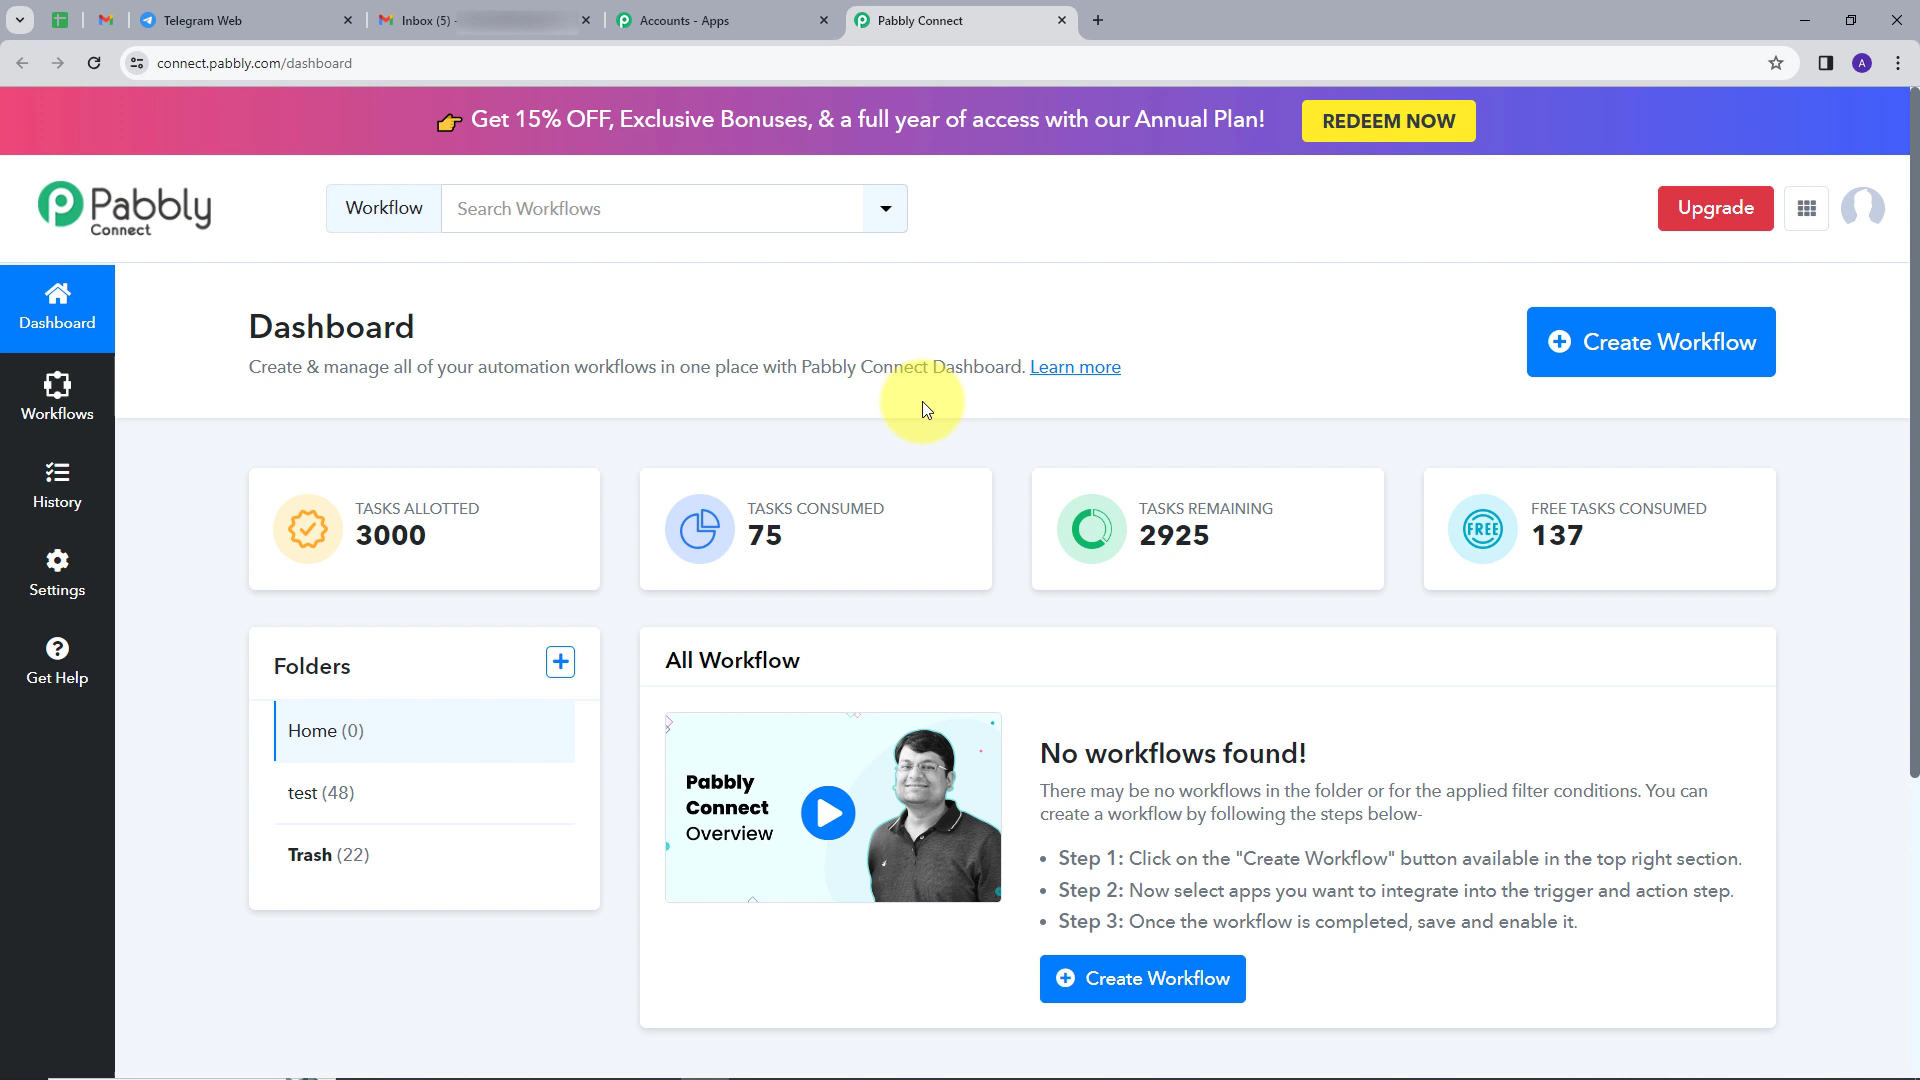 Telegram Web
Inbox (5) -
Accounts - Apps
Pabbly Connect
connect.pabbly.com/dashboard
A
Get 15% OFF, Exclusive Bonuses, & a full year of access with our Annual Plan!
REDEEM NOW
Pabbly
Connect
Workflow
Search Workflows
Upgrade
Dashboard
Workflows
History
Settings
Get Help
Dashboard
Create & manage all of your automation workflows in one place with Pabbly Connect Dashboard. Learn more
Create Workflow
TASKS ALLOTTED
3000
TASKS CONSUMED
75
TASKS REMAINING
2925
FREE
FREE TASKS CONSUMED
137
Folders
Home (0)
test (48)
Trash (22)
All Workflow
Pabbly
Connect
Overview
No workflows found!
There may be no workflows in the folder or for the applied filter conditions. You can
create a workflow by following the steps below-
• Step 1: Click on the "Create Workflow" button available in the top right section.
• Step 2: Now select apps you want to integrate into the trigger and action step.
• Step 3: Once the workflow is completed, save and enable it.
Create Workflow